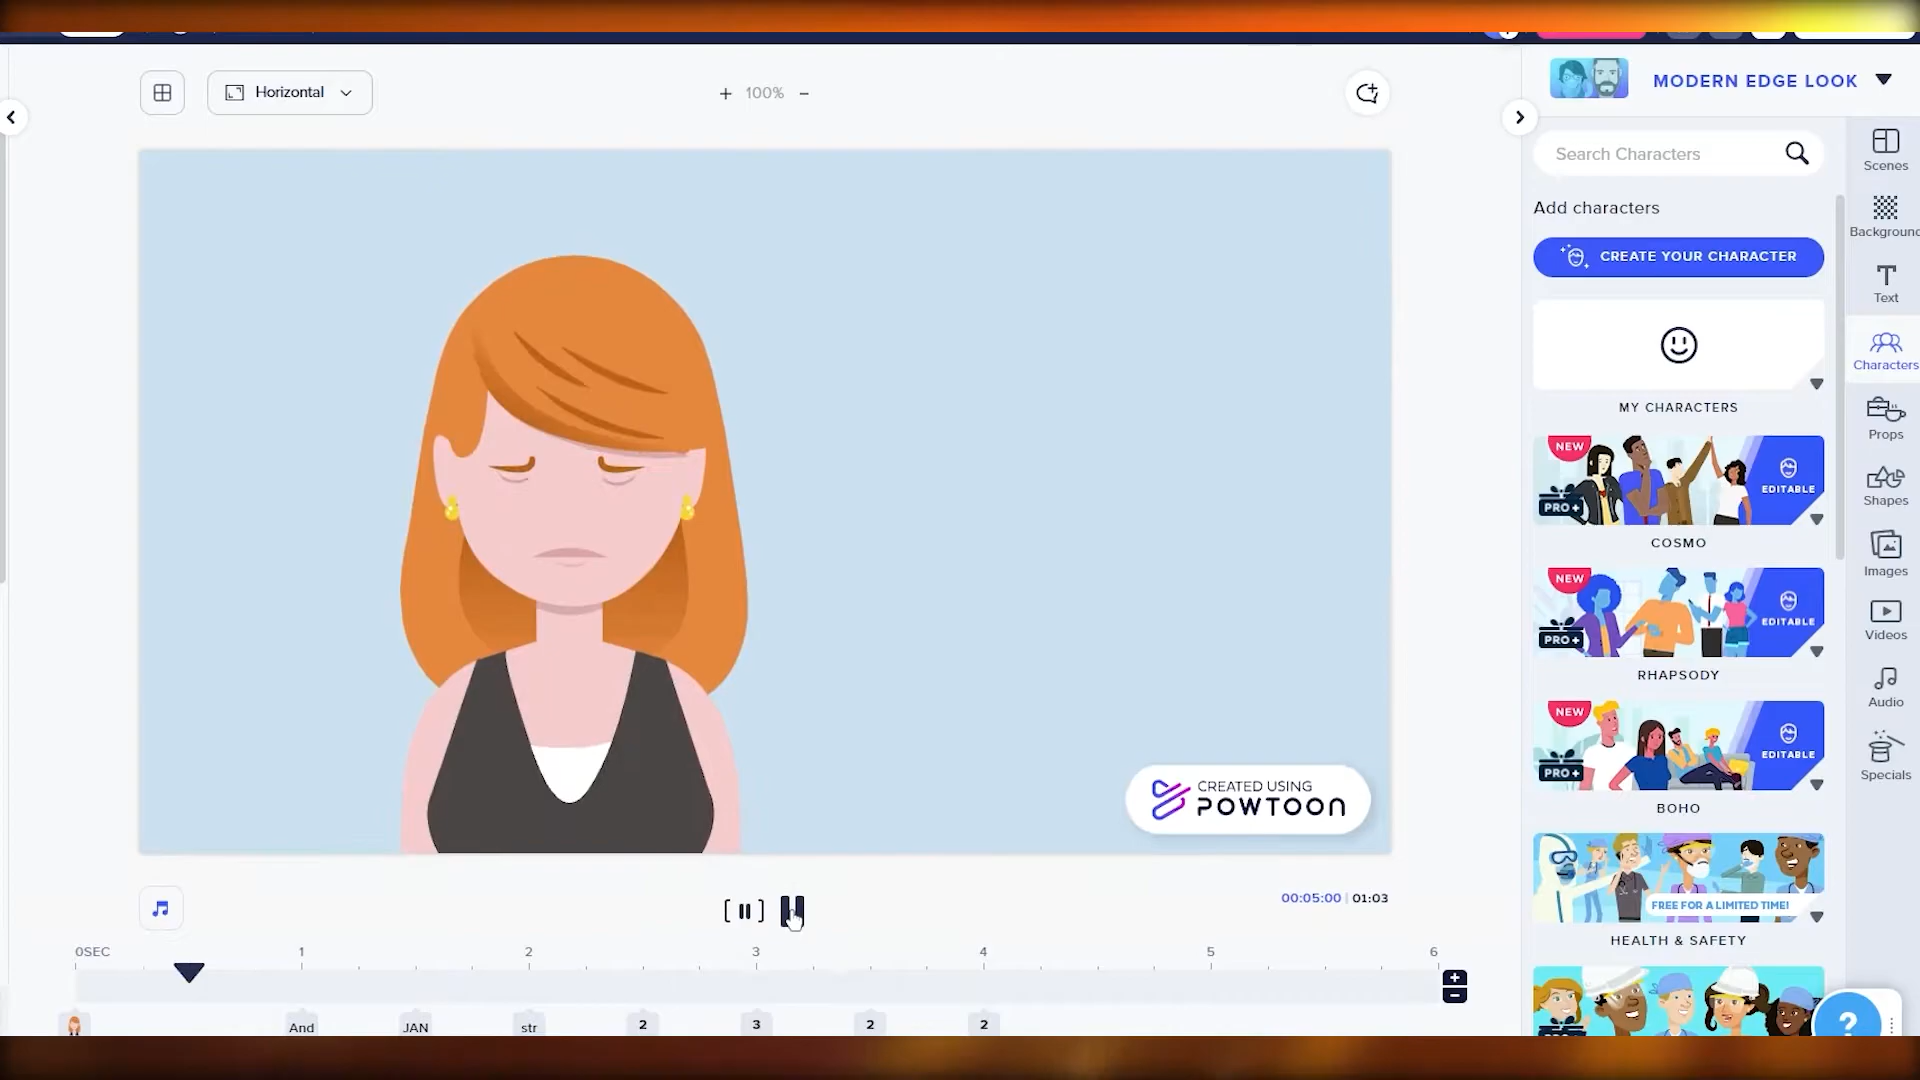 Horizontal
+ 100% −
MODERN EDGE LOOK
Search Characters
Add characters
CREATE YOUR CHARACTER
MY CHARACTERS
NEW
PRO+
EDITABLE
COSMO
NEW
PRO+
EDITABLE
RHAPSODY
NEW
PRO+
EDITABLE
BOHO
FREE FOR A LIMITED TIME!
HEALTH & SAFETY
Scenes
Background
Text
Characters
Props
Shapes
Images
Videos
Audio
Specials
CREATED USING
POWTOON
00:05:00 | 01:03
0SEC 1 2 3 4 5 6
And JAN str 2 3 2 2
+
−
?